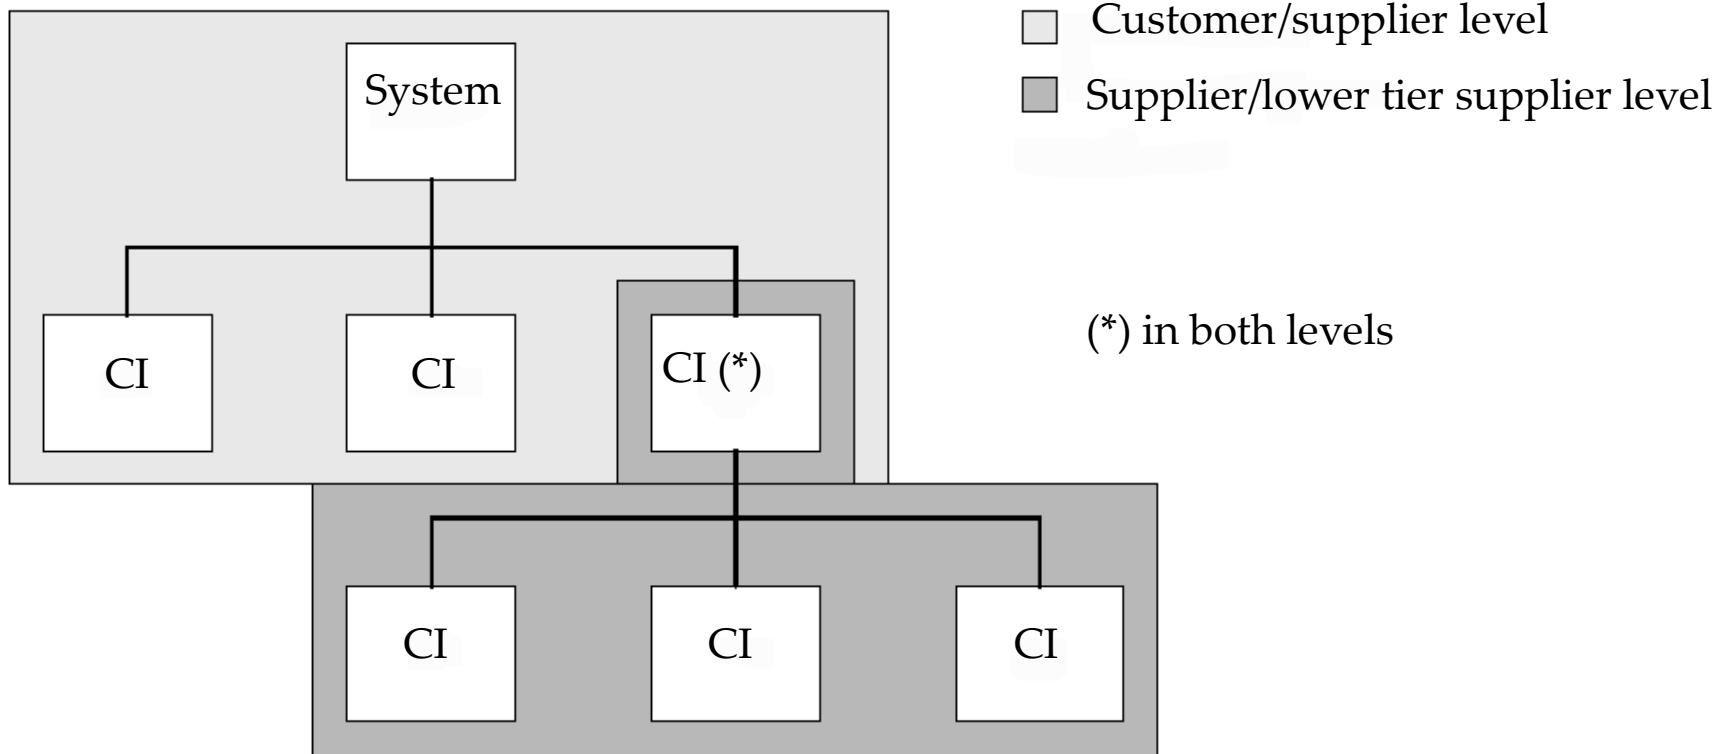 Customer/supplier level
System
Supplier/lower tier supplier level
(*) in both levels
CI
CI
CI (*)
CI
CI
CI